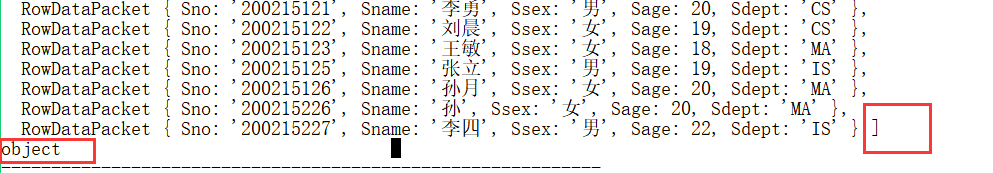 RowDataPacket { Sno: '200215121', Sname: '李勇', Ssex: '男', Sage: 20, Sdept: 'CS' },
RowDataPacket { Sno: '200215122', Sname: '刘晨', Ssex: '女', Sage: 19, Sdept: 'CS' },
RowDataPacket { Sno: '200215123', Sname: '王敏', Ssex: '女', Sage: 18, Sdept: 'MA' },
RowDataPacket { Sno: '200215125', Sname: '张立', Ssex: '男', Sage: 19, Sdept: 'IS' },
RowDataPacket { Sno: '200215126', Sname: '孙月', Ssex: '女', Sage: 20, Sdept: 'MA' },
RowDataPacket { Sno: '200215226', Sname: '孙', Ssex: '女', Sage: 20, Sdept: 'MA' },
RowDataPacket { Sno: '200215227', Sname: '李四', Ssex: '男', Sage: 22, Sdept: 'IS' } ]
object
------------------------------------------------------------